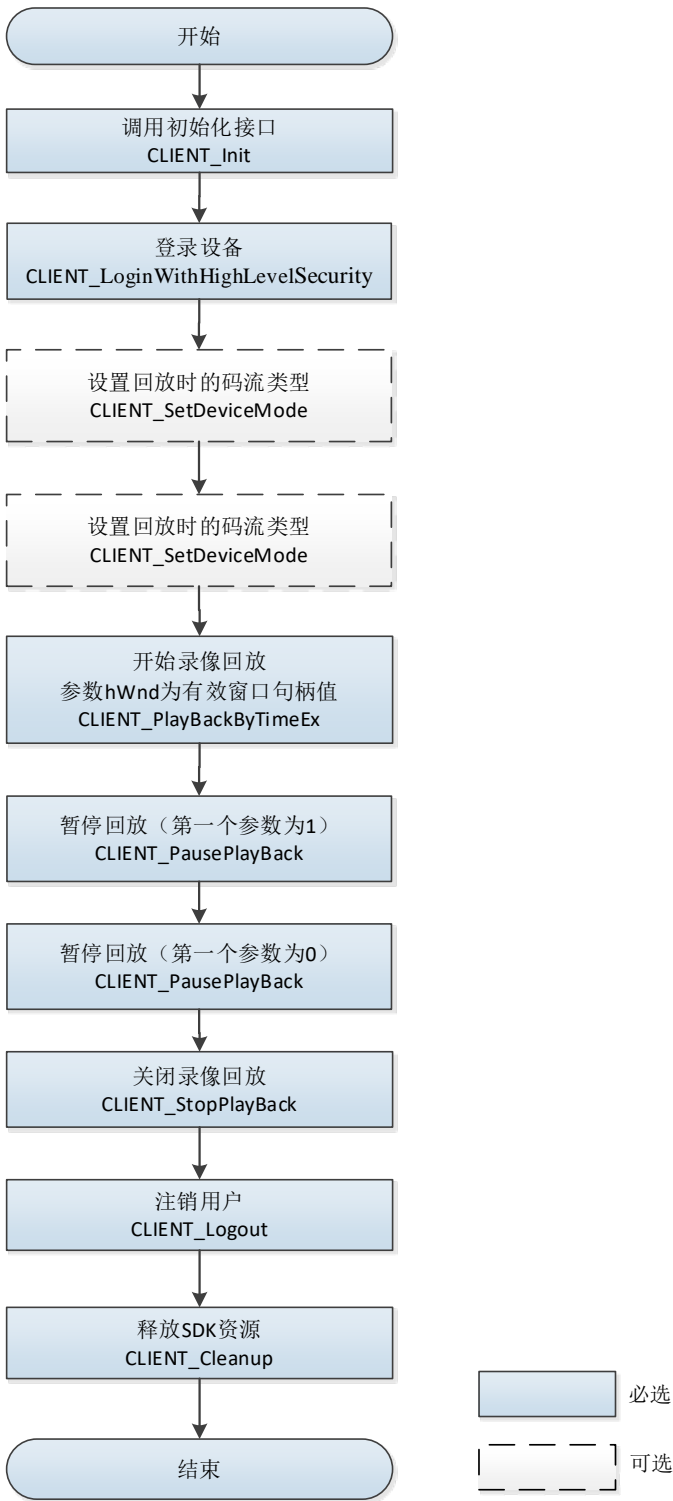 开始
调用初始化接口
CLIENT_Init
登录设备
CLIENT_LoginWithHighLevelSecurity
设置回放时的码流类型
CLIENT_SetDeviceMode
设置回放时的码流类型
CLIENT_SetDeviceMode
开始录像回放
参数hWnd为有效窗口句柄值
CLIENT_PlayBackByTimeEx
暂停回放（第一个参数为1）
CLIENT_PausePlayBack
暂停回放（第一个参数为0）
CLIENT_PausePlayBack
关闭录像回放
CLIENT_StopPlayBack
注销用户
CLIENT_Logout
释放SDK资源
CLIENT_Cleanup
结束
必选
可选